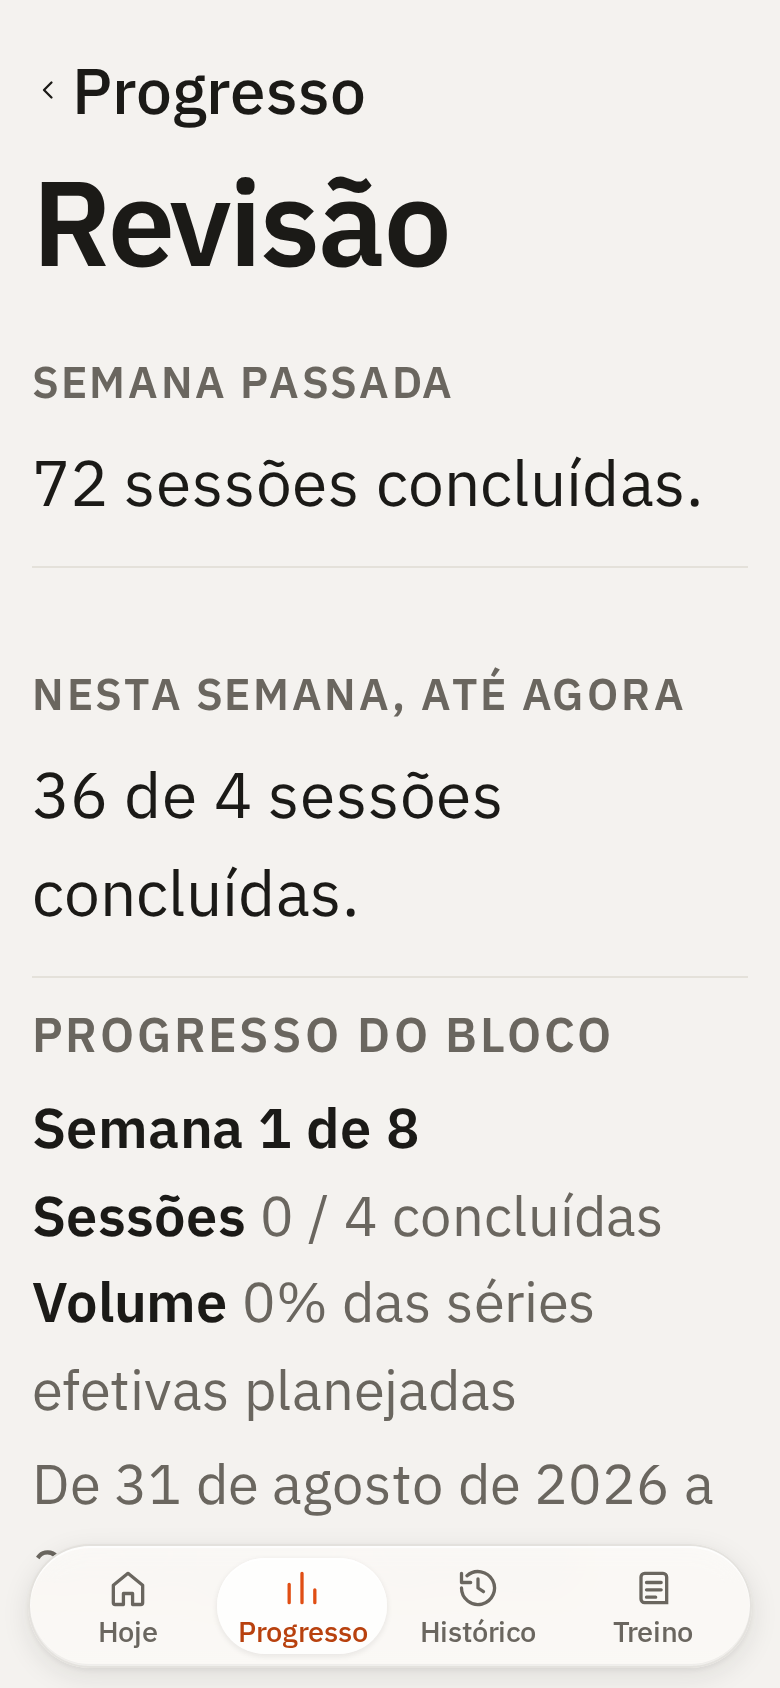 Progresso
Revisão
SEMANA PASSADA
72 sessões concluídas.
NESTA SEMANA, ATÉ AGORA
36 de 4 sessões
concluídas.
PROGRESSO DO BLOCO
Semana 1 de 8
Sessões 0 / 4 concluídas
Volume 0% das séries
efetivas planejadas
De 31 de agosto de 2026 a
Hoje
Progresso
Histórico
Treino